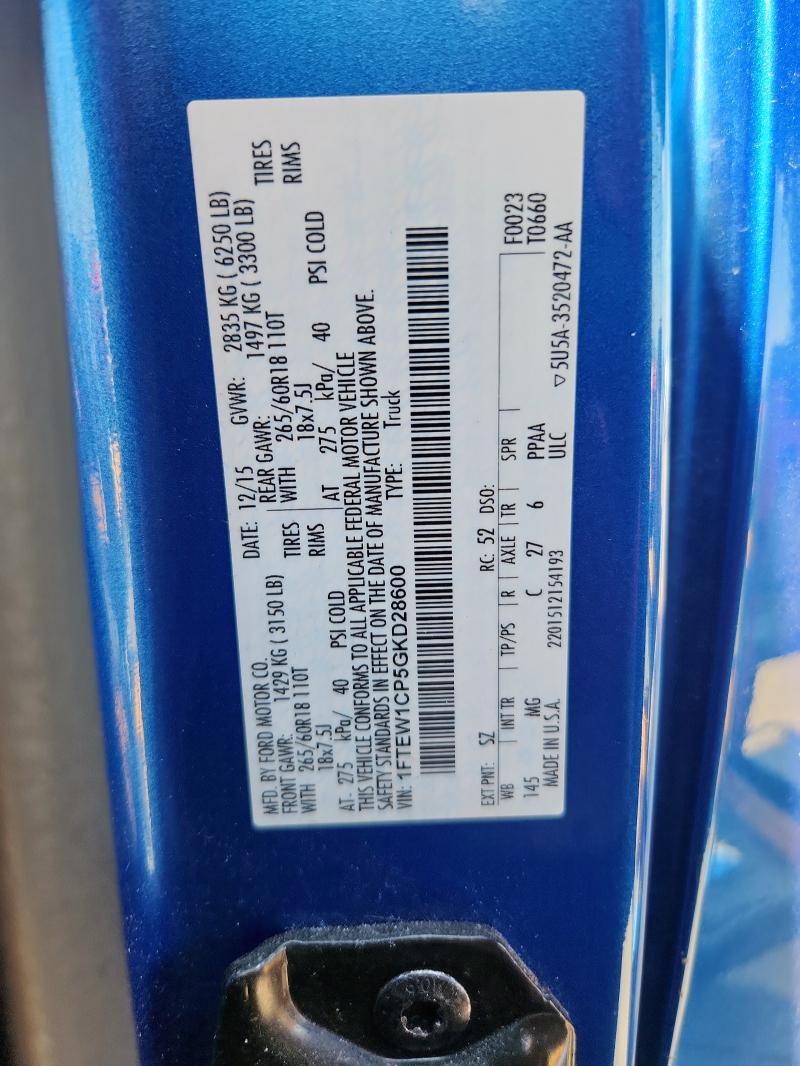 MFD. BY FORD MOTOR CO.
DATE: 12/15 GVWR: 2835 KG ( 6250 LB)
FRONT GAWR: 1429 KG ( 3150 LB) REAR GAWR: 1497 KG ( 3300 LB)
WITH 265/60R18 110T TIRES WITH 265/60R18 110T TIRES
18x7.5J RIMS 18x7.5J RIMS
AT- 275 kPa/ 40 PSI COLD AT 275 kPa/ 40 PSI COLD
THIS VEHICLE CONFORMS TO ALL APPLICABLE FEDERAL MOTOR VEHICLE
SAFETY STANDARDS IN EFFECT ON THE DATE OF MANUFACTURE SHOWN ABOVE.
VIN: 1FTEW1CP5GKD28600 TYPE: Truck
EXT PNT: SZ RC: 52 DSO:
WB INT TR TP/PS R AXLE TR SPR F0023
145 MG C 27 6 PPAA T0660
MADE IN U.S.A. 2201512154193 ULC ▽5U5A-3520472-AA